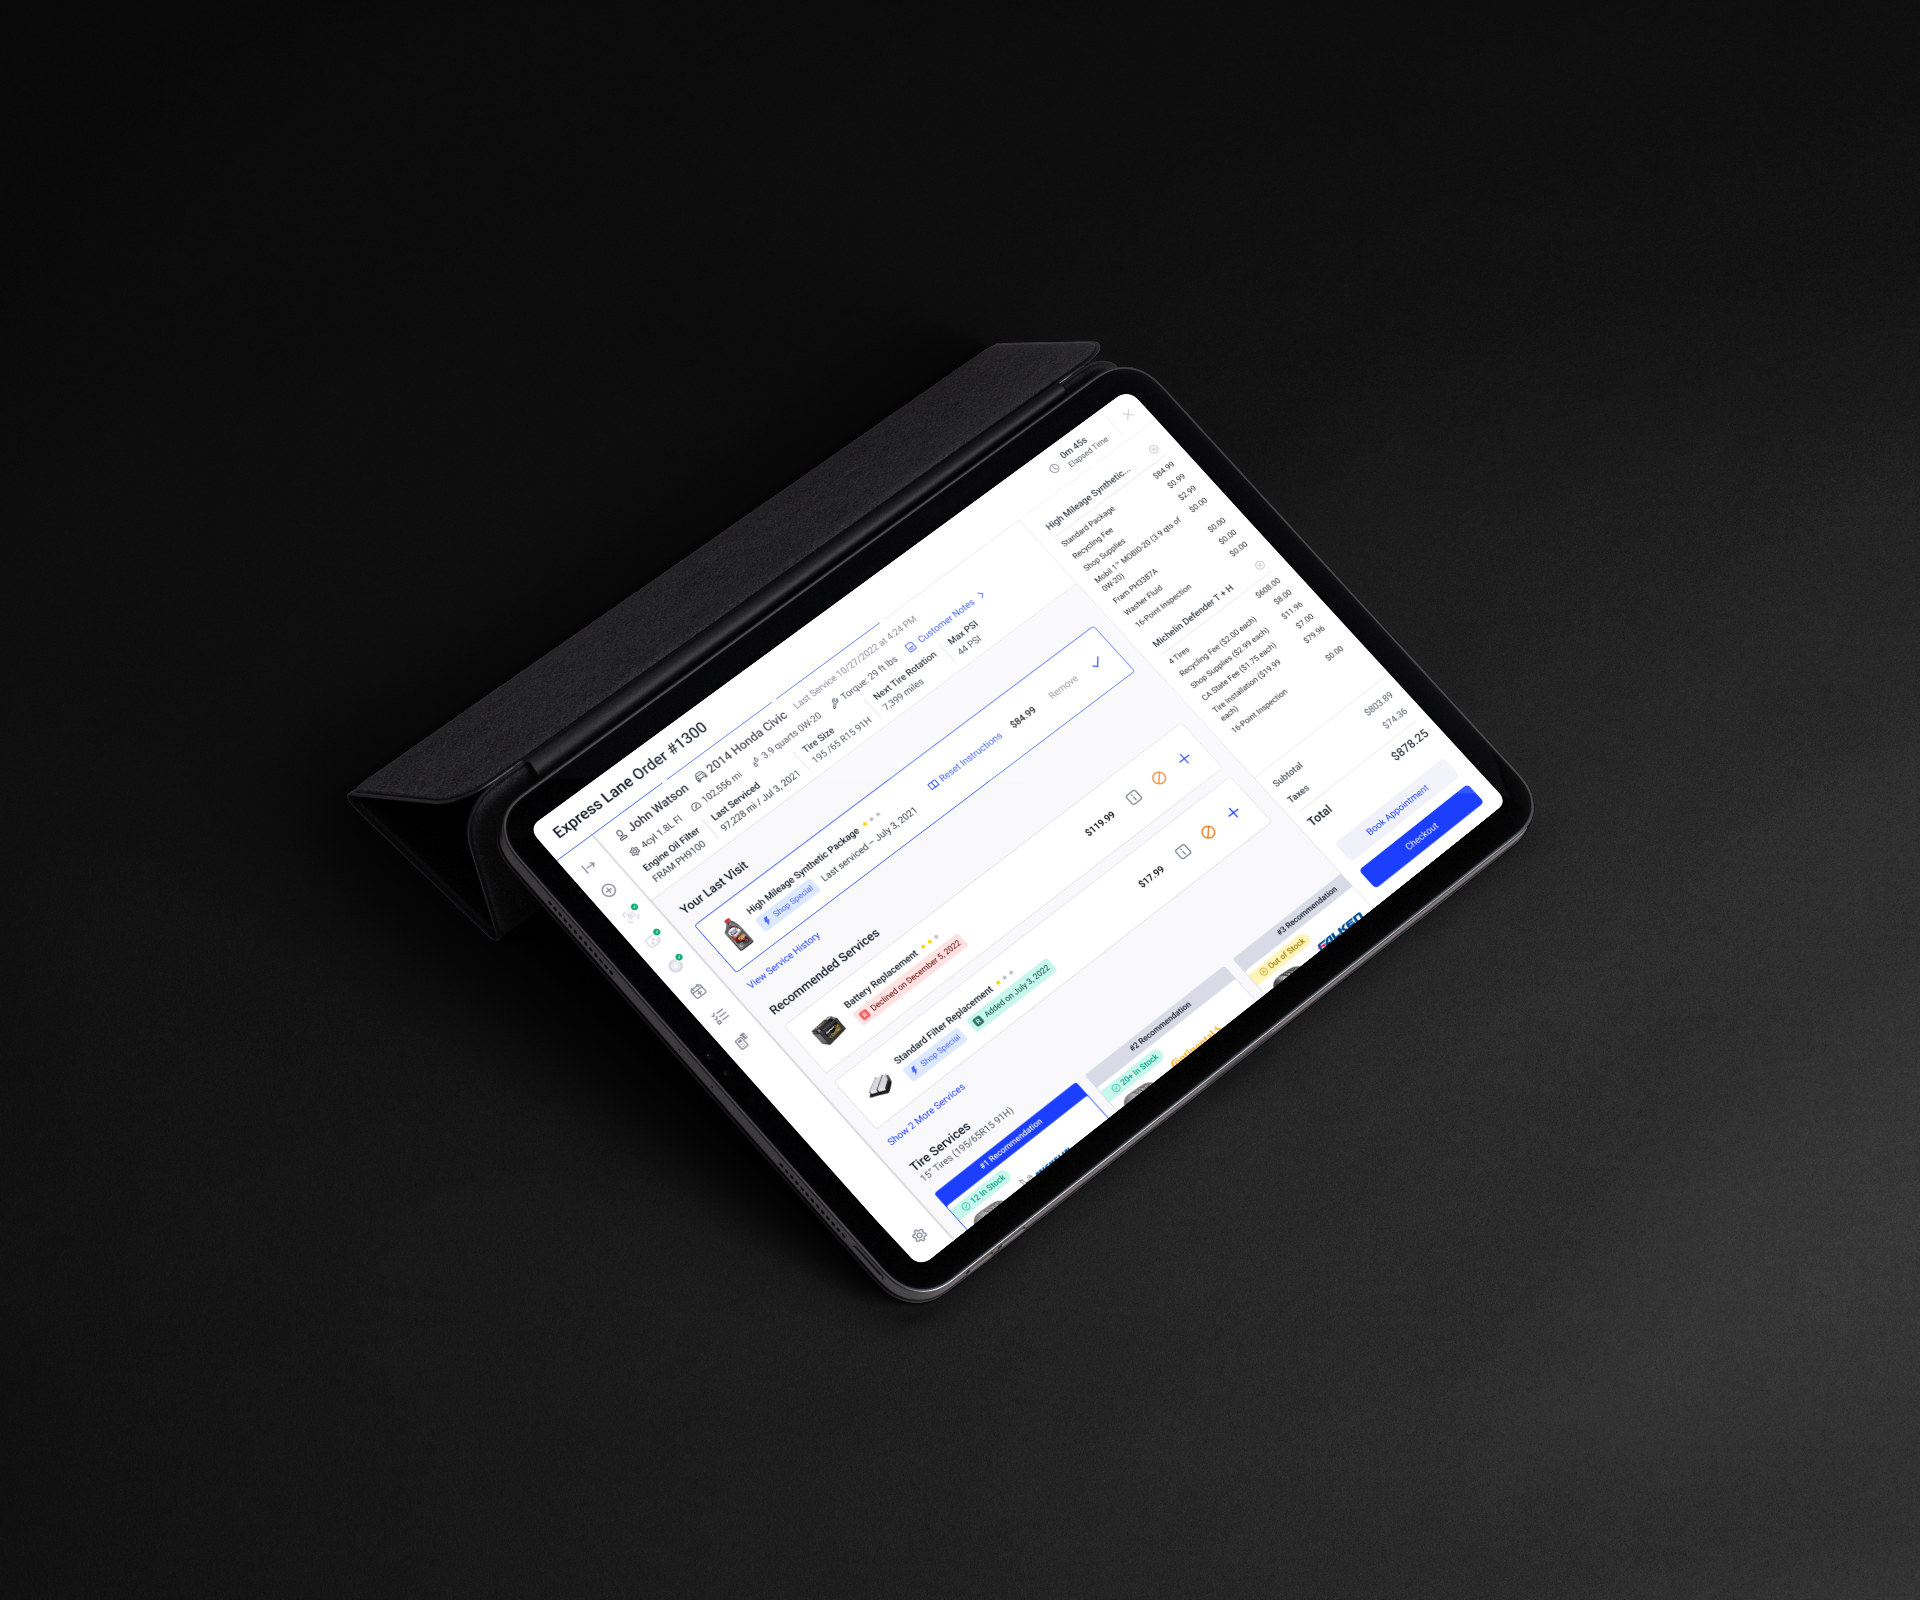 Express Lane Order #1300
0m 45s
Elapsed Time
John Watson
2014 Honda Civic
Last Service 10/27/2022 at 4:24 PM
4cyl 1.8L FI
102,556 mi
3.9 quarts 0W-20
Torque: 29 ft lbs
Customer Notes
Engine Oil Filter
FRAM PH9100
Last Serviced
97,228 mi / Jul 3, 2021
Tire Size
195 /65 R15 91H
Next Tire Rotation
7,399 miles
Max PSI
44 PSI
Your Last Visit
High Mileage Synthetic Package
Shop Special
Last serviced – July 3, 2021
Reset Instructions
$84.99
Remove
View Service History
Recommended Services
Battery Replacement
Declined on December 5, 2022
$119.99
Standard Filter Replacement
Shop Special
Added on July 3, 2022
$17.99
Show 2 More Services
Tire Services
15" Tires (195/65R15 91H)
#1 Recommendation
12 In Stock
#2 Recommendation
20+ In Stock
Continental
#3 Recommendation
Out of Stock
FALKEN
High Mileage Synthetic...
Standard Package $84.99
Recycling Fee $0.99
Shop Supplies $2.99
Mobil 1™ MOBI0-20 (3.9 qts of $0.00
0W-20)
Fram PH3387A $0.00
Washer Fluid $0.00
16-Point Inspection $0.00
Michelin Defender T + H
4 Tires $608.00
Recycling Fee ($2.00 each) $8.00
Shop Supplies ($2.99 each) $11.96
CA State Fee ($1.75 each) $7.00
Tire Installation ($19.99 $79.96
each)
16-Point Inspection $0.00
Subtotal $803.89
Taxes $74.36
Total $878.25
Book Appointment
Checkout